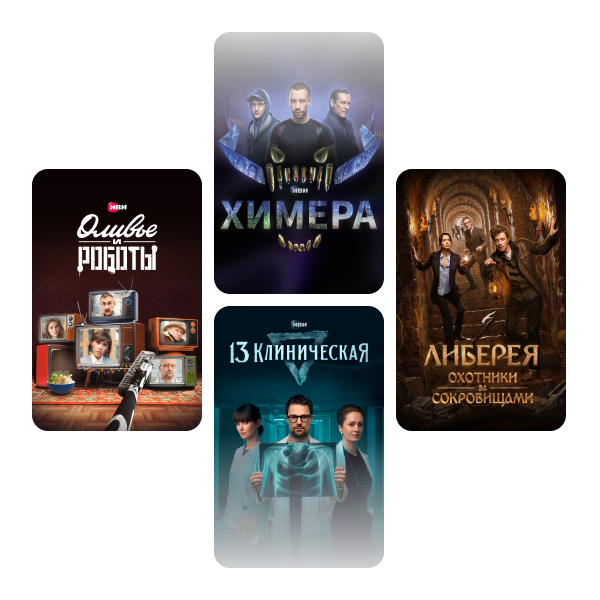 иви
Оливье
и
РОБОТЫ
иви
ХИМЕРА
иви
13 КЛИНИЧЕСКАЯ
ЛИБЕРЕЯ
ОХОТНИКИ
ЗА
СОКРОВИЩАМИ